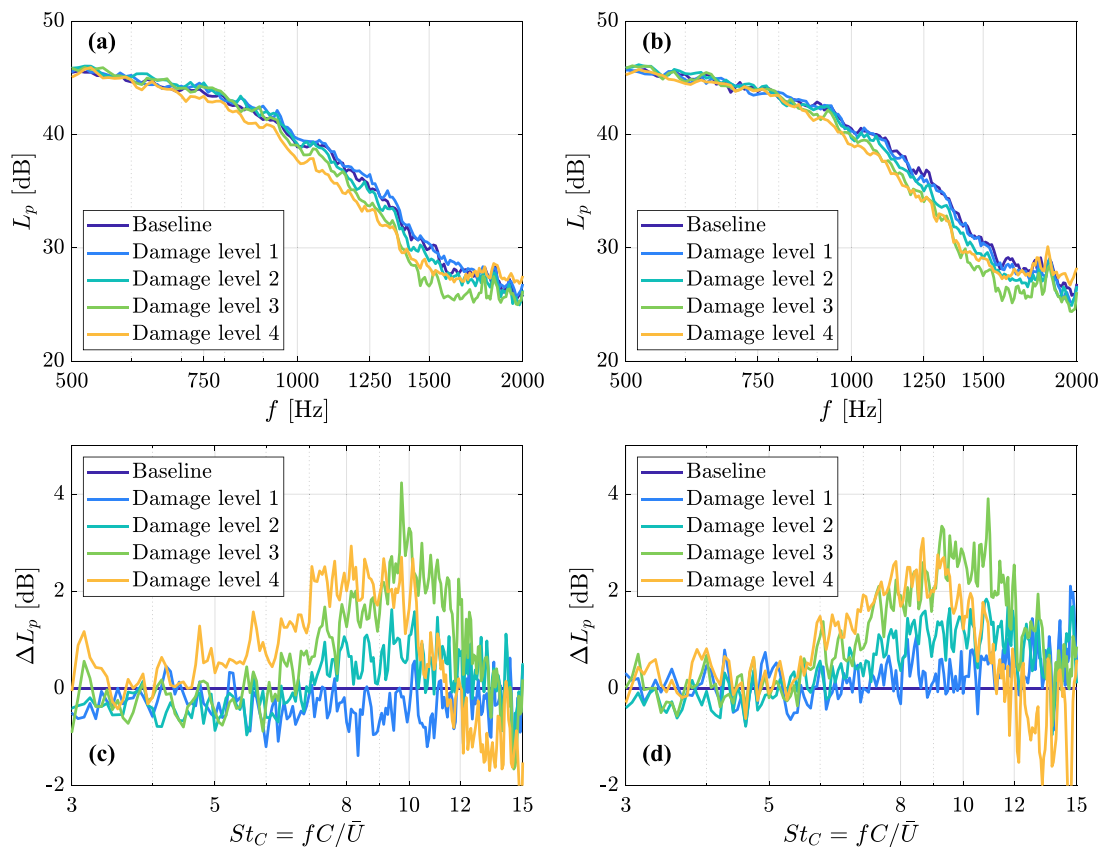 50
40
30
20
L_p [dB]
(a)
Baseline
Damage level 1
Damage level 2
Damage level 3
Damage level 4
500 750 1000 1250 1500 2000
f [Hz]
50
40
30
20
L_p [dB]
(b)
Baseline
Damage level 1
Damage level 2
Damage level 3
Damage level 4
500 750 1000 1250 1500 2000
f [Hz]
4
2
0
-2
ΔL_p [dB]
Baseline
Damage level 1
Damage level 2
Damage level 3
Damage level 4
(c)
3 5 8 10 12 15
St_C = fC/Ū
4
2
0
-2
ΔL_p [dB]
Baseline
Damage level 1
Damage level 2
Damage level 3
Damage level 4
(d)
3 5 8 10 12 15
St_C = fC/Ū